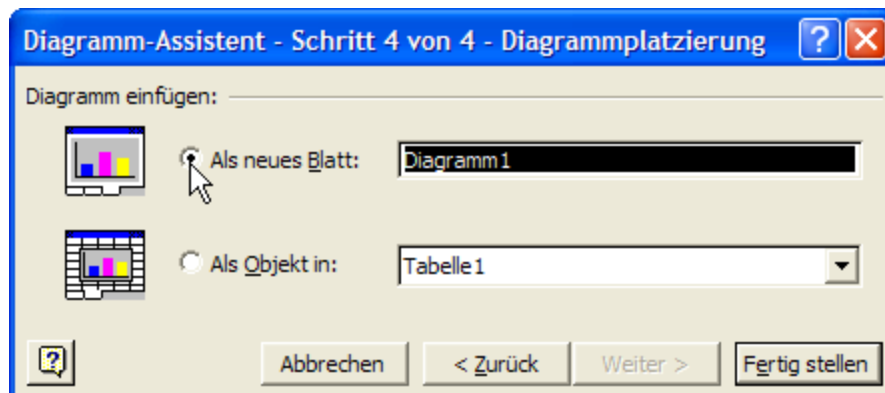 Diagramm-Assistent - Schritt 4 von 4 - Diagrammplatzierung
Diagramm einfügen:
Als neues Blatt: Diagramm1
Als Objekt in: Tabelle1
Abbrechen < Zurück Weiter > Fertig stellen